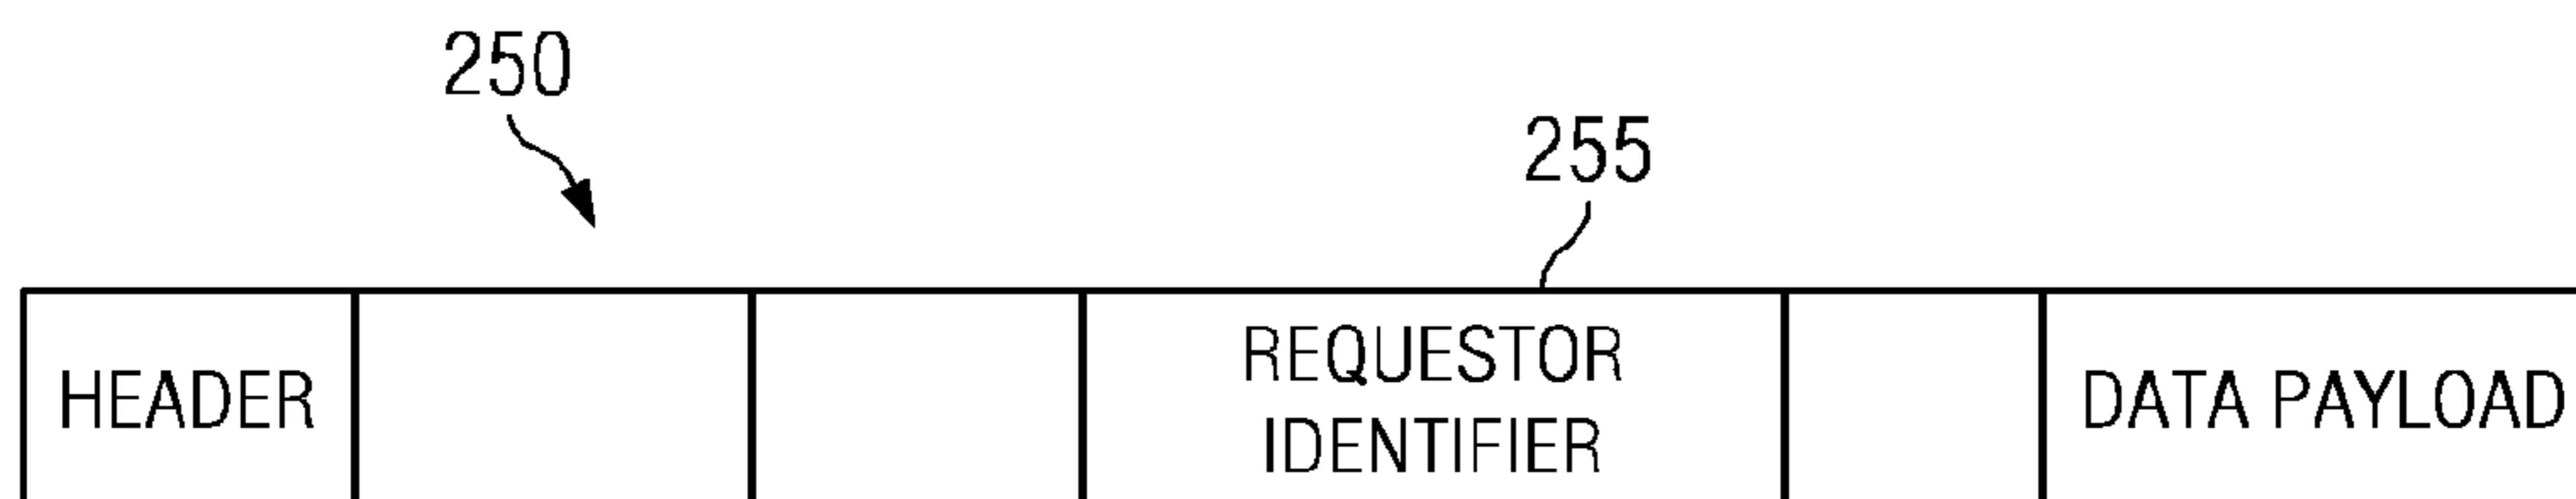 250
255
HEADER
REQUESTOR
IDENTIFIER
DATA PAYLOAD